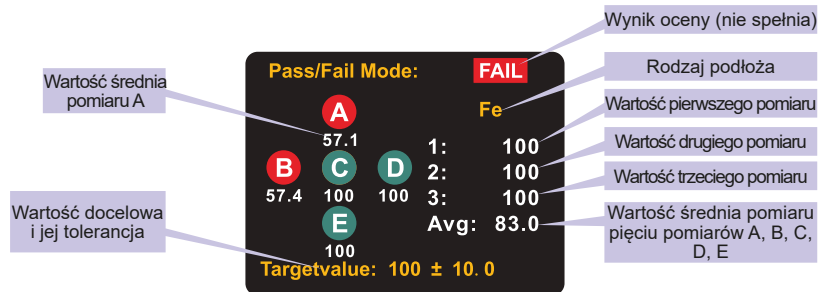 Wynik oceny (nie spełnia)
Pass/Fail Mode: FAIL
Rodzaj podłoża
Wartość średnia
pomiaru A
Fe
Wartość pierwszego pomiaru
A
57.1
1: 100
Wartość drugiego pomiaru
B C D
2: 100
Wartość trzeciego pomiaru
57.4 100 100
3: 100
Wartość docelowa
i jej tolerancja
E
Avg: 83.0
Wartość średnia pomiaru
pięciu pomiarów A, B, C,
D, E
100
Targetvalue: 100 ± 10.0